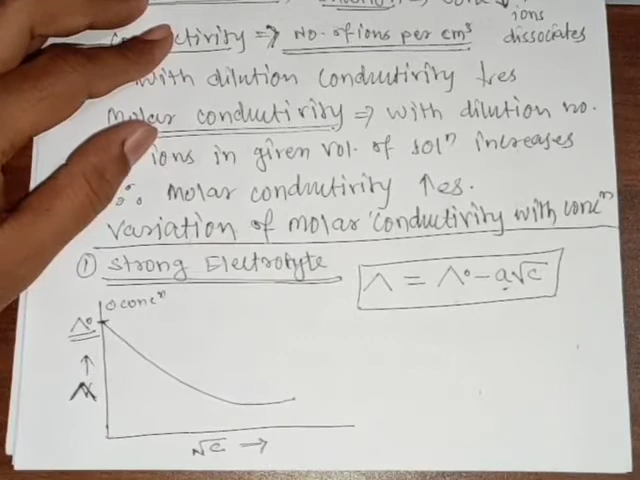 ions
ctivity ⇒ No. of ions per cm³ dissociates
with dilution conductivity ↓es
Molar conductivity ⇒ with dilution no.
ions in given vol. of solⁿ increases
∴ Molar conductivity ↑es.
Variation of molar conductivity with concⁿ
① Strong Electrolyte
Λ = Λ° - a√c
0 concⁿ
Λ°
↑
Λ
√c →